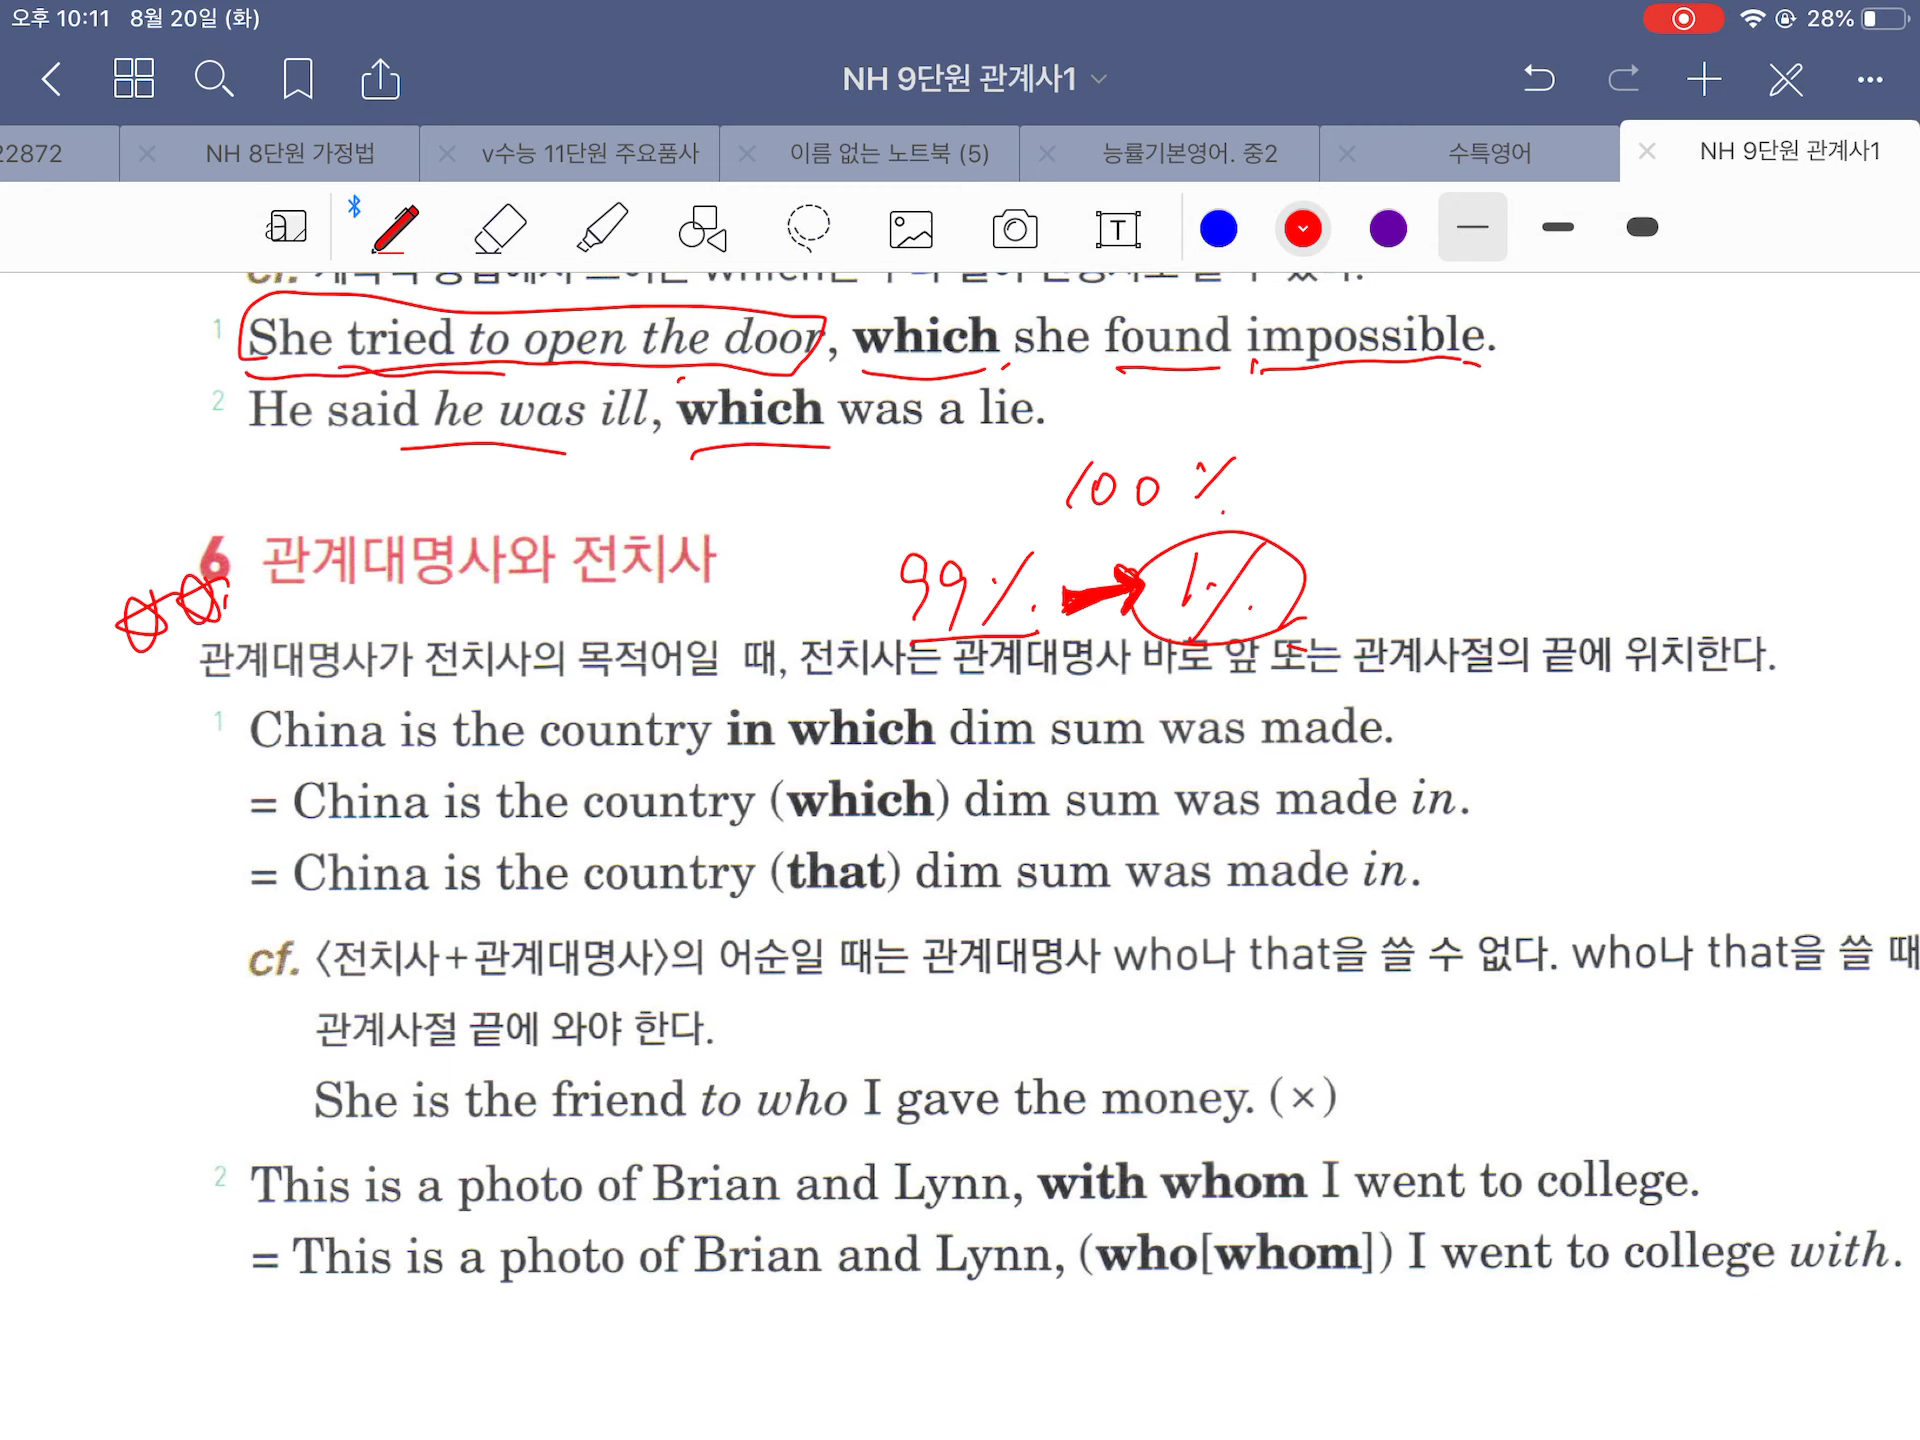 오후 10:11 8월 20일 (화) 28%
NH 9단원 관계사1
22872 NH 8단원 가정법 v수능 11단원 주요품사 이름 없는 노트북 (5) 능률기본영어. 중2 수특영어 NH 9단원 관계사1
T
cf. which는
1 She tried to open the door, which she found impossible.
2 He said he was ill, which was a lie.
100%
99% 1%
6 관계대명사와 전치사
관계대명사가 전치사의 목적어일 때, 전치사는 관계대명사 바로 앞 또는 관계사절의 끝에 위치한다.
1 China is the country in which dim sum was made.
= China is the country (which) dim sum was made in.
= China is the country (that) dim sum was made in.
cf. 〈전치사+관계대명사〉의 어순일 때는 관계대명사 who나 that을 쓸 수 없다. who나 that을 쓸 때
관계사절 끝에 와야 한다.
She is the friend to who I gave the money. (×)
2 This is a photo of Brian and Lynn, with whom I went to college.
= This is a photo of Brian and Lynn, (who[whom]) I went to college with.